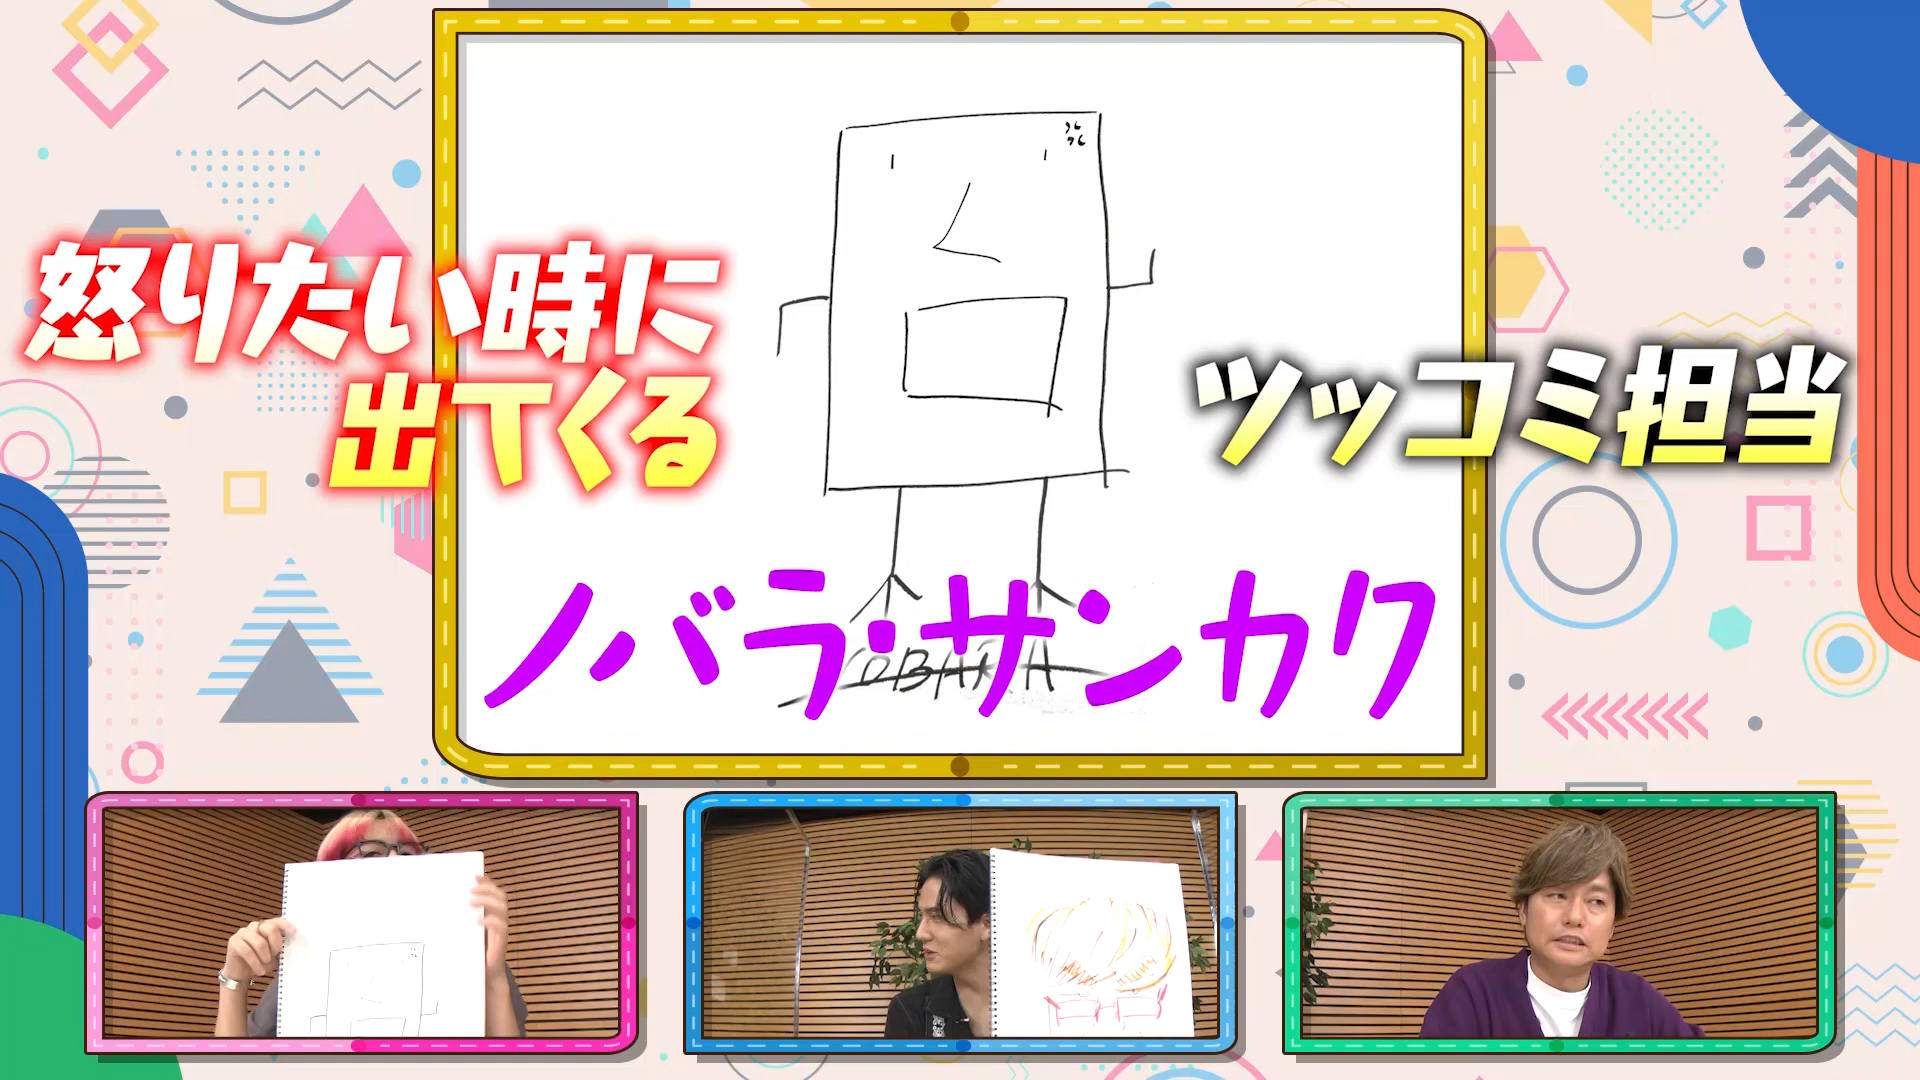 怒りたい時に
出てくる
ツッコミ担当
ノバラ・サンカク